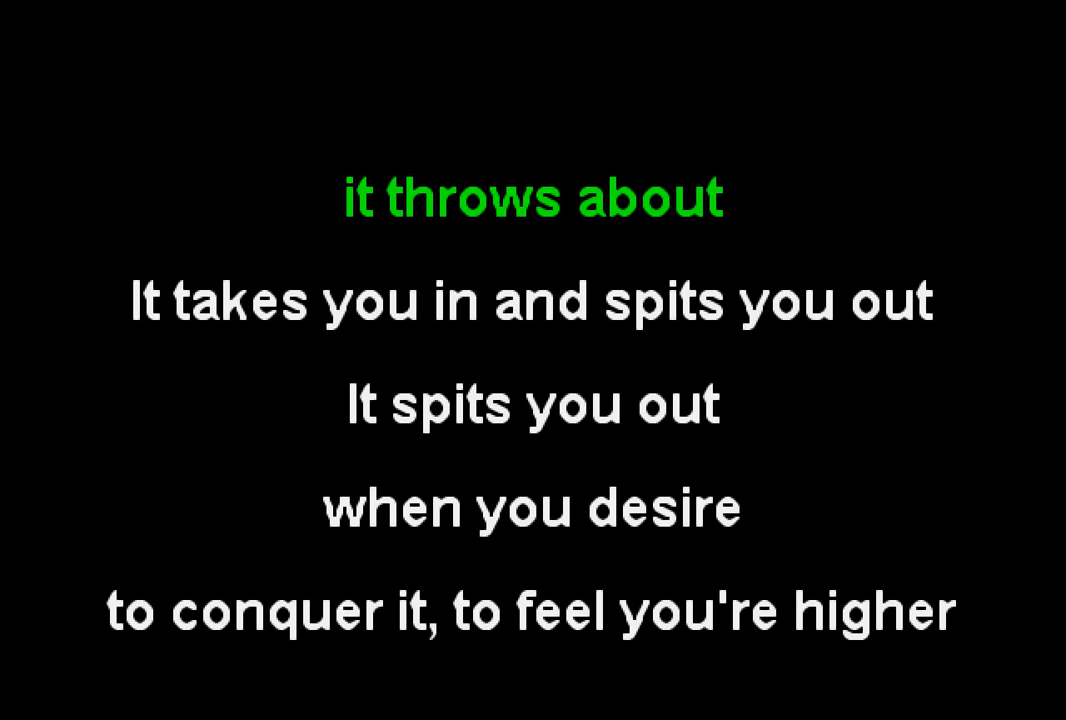 it throws about
It takes you in and spits you out
It spits you out
when you desire
to conquer it, to feel you're higher